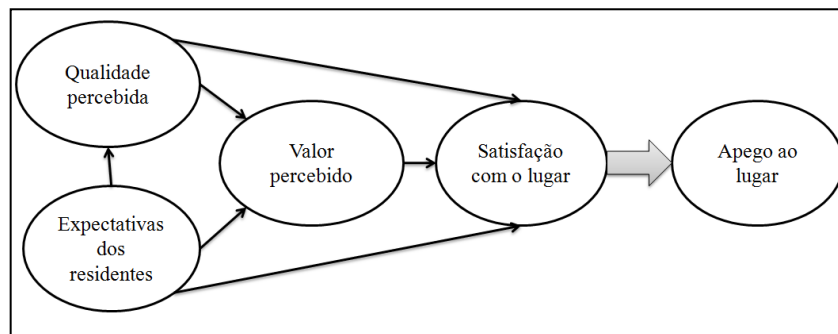 Qualidade
percebida
Valor
percebido
Satisfação
com o lugar
Apego ao
lugar
Expectativas
dos
residentes